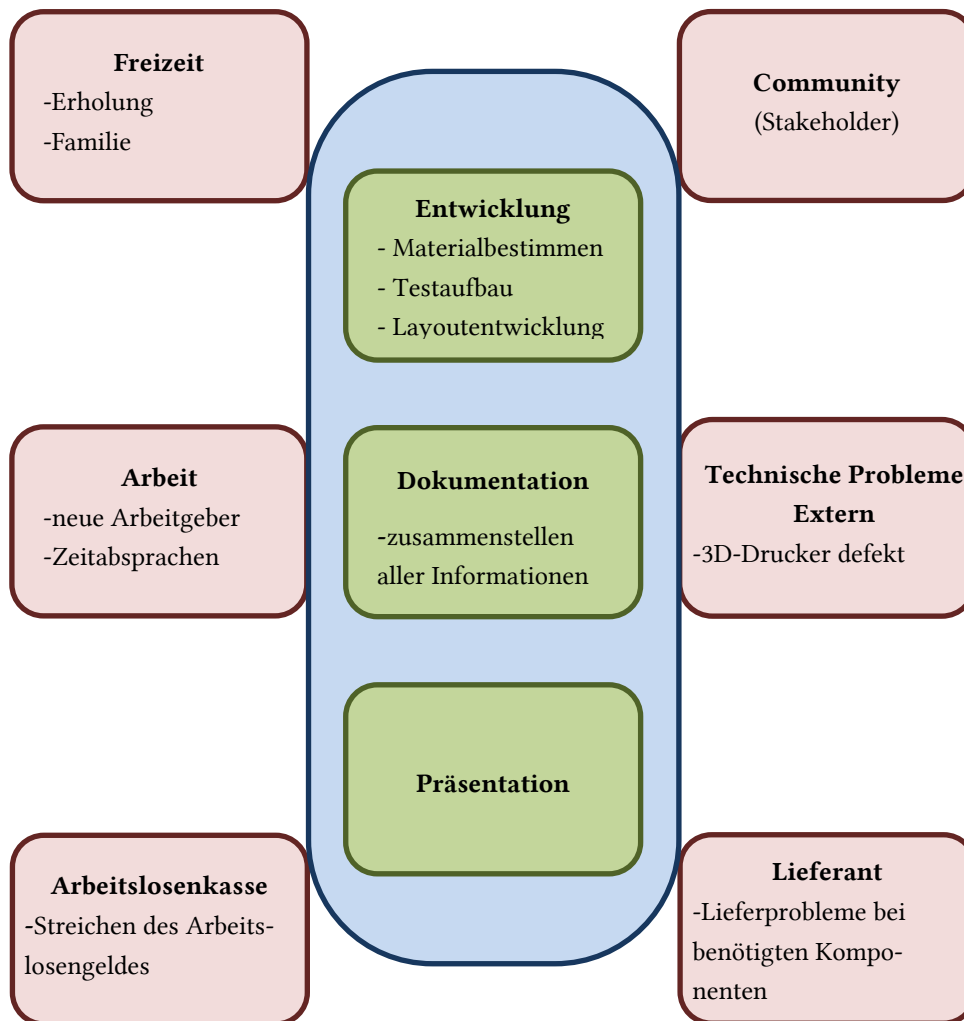 Freizeit
-Erholung
-Familie
Community
(Stakeholder)
Entwicklung
- Materialbestimmen
- Testaufbau
- Layoutentwicklung
Arbeit
-neue Arbeitgeber
-Zeitabsprachen
Dokumentation
-zusammenstellen
aller Informationen
Technische Probleme
Extern
-3D-Drucker defekt
Präsentation
Arbeitslosenkasse
-Streichen des Arbeits-
losengeldes
Lieferant
-Lieferprobleme bei
benötigten Kompo-
nenten